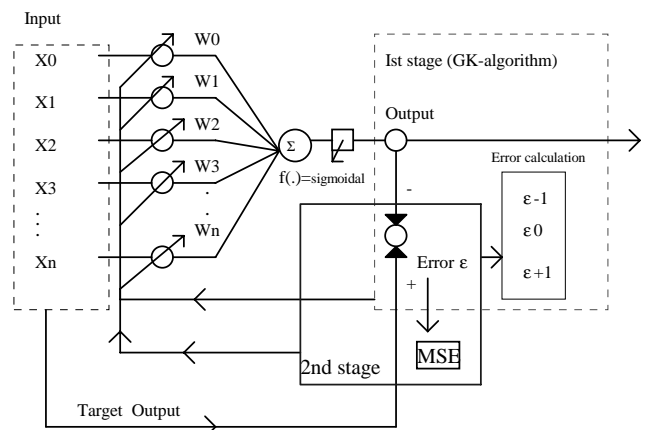 Input
X0
X1
X2
X3
.
.
.
.
Xn
W0
W1
W2
W3
.
.
Wn
Σ
f(.)=sigmoidal
Ist stage (GK-algorithm)
Output
-
Error calculation
ε-1
ε0
ε+1
Error ε
+
MSE
2nd stage
Target Output